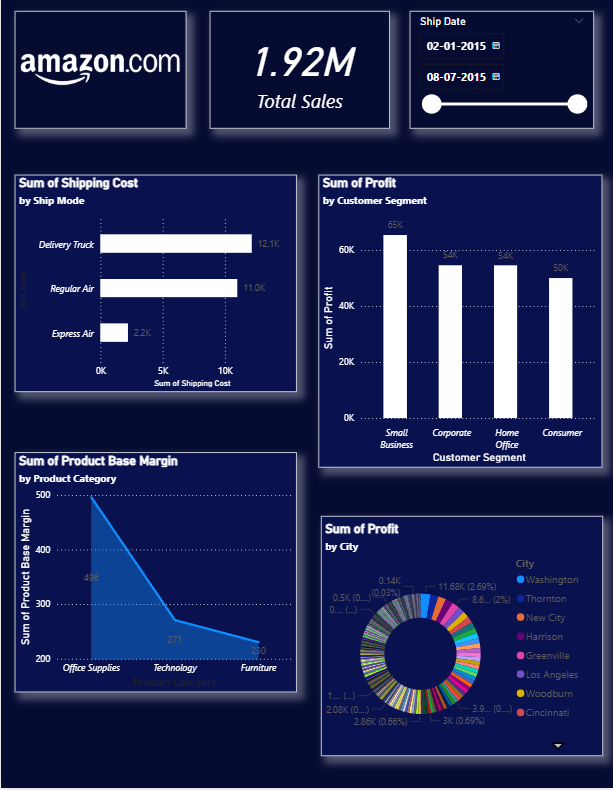 amazon.com
1.92M
Total Sales
Ship Date
02-01-2015
08-07-2015
Sum of Shipping Cost
by Ship Mode
Delivery Truck
12.1K
Regular Air
11.0K
Express Air
2.2K
0K
5K
10K
Sum of Shipping Cost
Sum of Profit
by Customer Segment
Sum of Profit
60K
40K
20K
0K
65K
54K
54K
50K
Small
Business
Corporate
Home
Office
Consumer
Customer Segment
Sum of Product Base Margin
by Product Category
Sum of Product Base Margin
500
400
300
200
496
271
230
Office Supplies
Technology
Furniture
Product Category
Sum of Profit
by City
0.14K
(0.03%)
0.5K (0....)
0.... (...)
1.... (...)
2.08K (0....)
2.86K (0.66%)
11.68K (2.69%)
8.6... (2%)
3.9... (0....)
3K (0.69%)
City
Washington
Thornton
New City
Harrison
Greenville
Los Angeles
Woodburn
Cincinnati